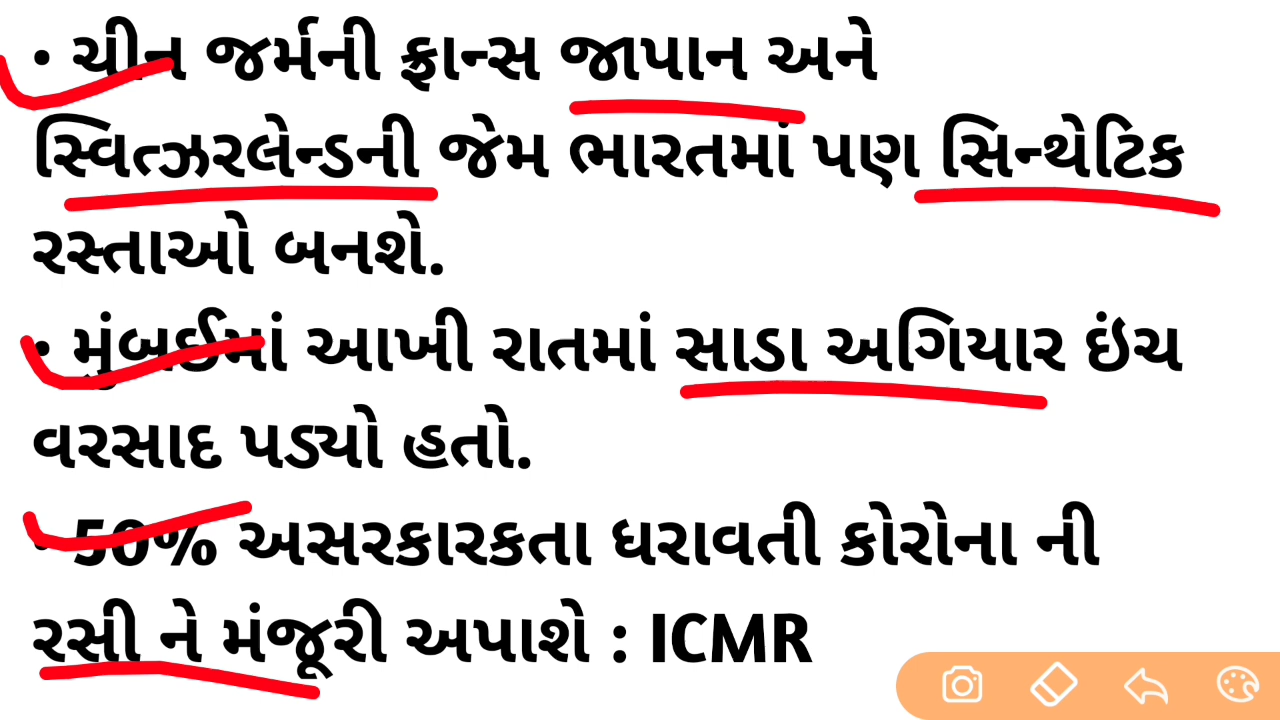 • ચીન જર્મની ફ્રાન્સ જાપાન અને
સ્વિત્ઝરલેન્ડની જેમ ભારતમાં પણ સિન્થેટિક
રસ્તાઓ બનશે.
• મુંબઈમાં આખી રાતમાં સાડા અગિયાર ઇંચ
વરસાદ પડ્યો હતો.
• 50% અસરકારકતા ધરાવતી કોરોના ની
રસી ને મંજૂરી અપાશે : ICMR